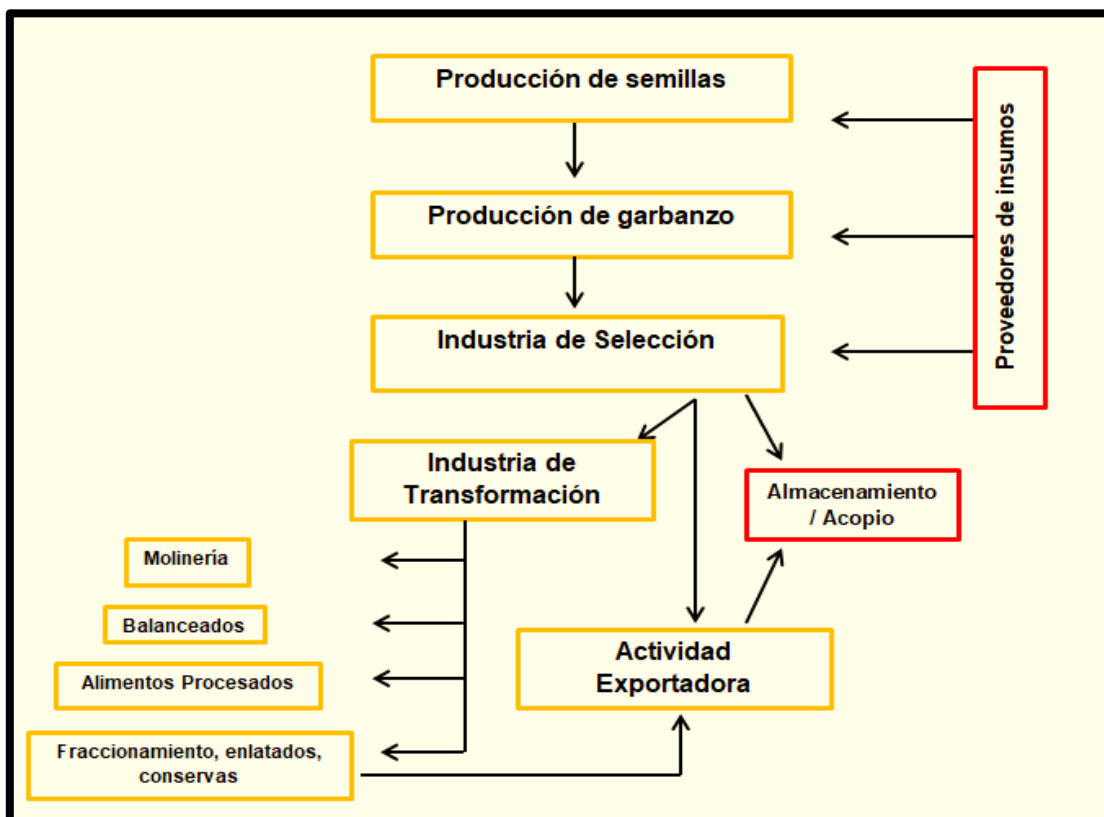 Producción de semillas
Proveedores de insumos
Producción de garbanzo
Industria de Selección
Industria de
Transformación
Almacenamiento
/ Acopio
Molinería
Balanceados
Alimentos Procesados
Actividad
Exportadora
Fraccionamiento, enlatados,
conservas